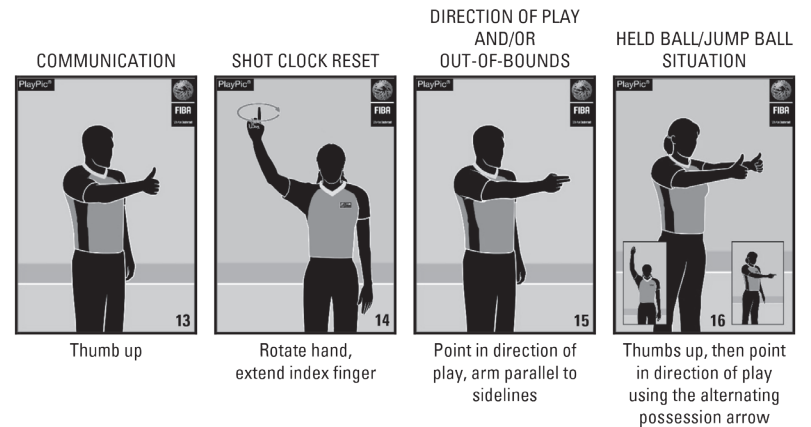 COMMUNICATION
SHOT CLOCK RESET
DIRECTION OF PLAY
AND/OR
OUT-OF-BOUNDS
HELD BALL/JUMP BALL
SITUATION
PlayPic®
FIBA
13
PlayPic®
FIBA
14
PlayPic®
FIBA
15
PlayPic®
FIBA
16
Thumb up
Rotate hand,
extend index finger
Point in direction of
play, arm parallel to
sidelines
Thumbs up, then point
in direction of play
using the alternating
possession arrow